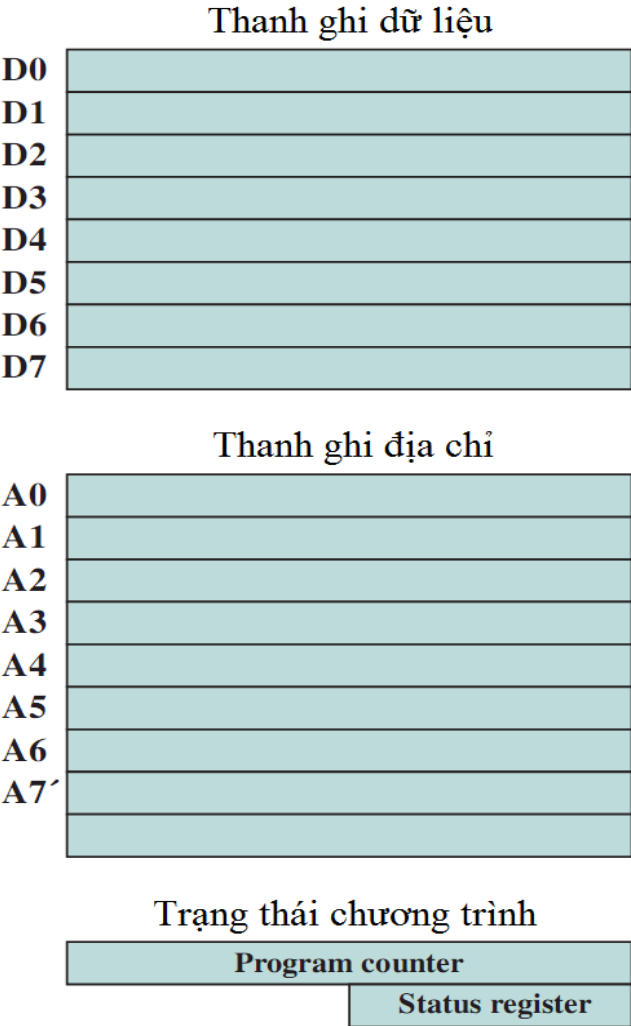 Thanh ghi dữ liệu
D0
D1
D2
D3
D4
D5
D6
D7
Thanh ghi địa chỉ
A0
A1
A2
A3
A4
A5
A6
A7´
Trạng thái chương trình
Program counter
Status register